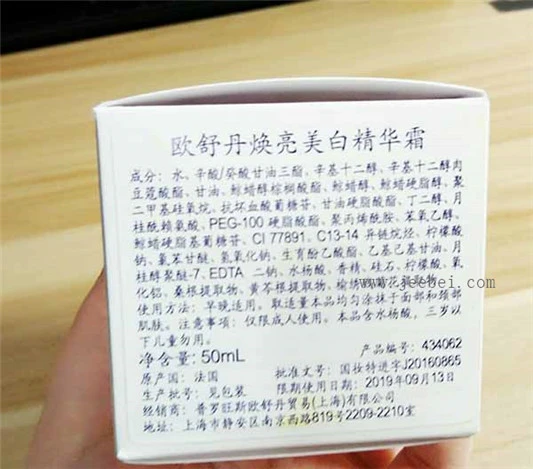 欧舒丹焕亮美白精华霜
成分：水、辛酸/癸酸甘油三酯、辛基十二醇、辛基十二醇肉
豆蔻酸酯、甘油、鲸蜡醇棕榈酸酯、鲸蜡醇、鲸蜡硬脂醇、聚
二甲基硅氧烷、抗坏血酸葡糖苷、甘油硬脂酸酯、丁二醇、月
桂酰赖氨酸、PEG-100 硬脂酸酯、聚丙烯酰胺、苯氧乙醇、
鲸蜡硬脂基葡糖苷、CI 77891、C13-14 异链烷烃、柠檬酸
钠、氯苯甘醚、氢氧化钠、生育酚乙酸酯、乙基己基甘油、月
桂醇聚醚-7、EDTA 二钠、水杨酸、香精、硅石、柠檬酸、氧
化铝、桑根提取物、黄芩根提取物、
使用方法：早晚适用。取适量本品均匀涂抹于面部和颈部
肌肤。注意事项：仅限成人使用。本品含水杨酸，三岁以
下儿童勿用。
净含量：50mL
产品编号：434062
原产国：法国
批准文号：国妆特进字J20160865
生产批号：见包装
限期使用日期：2019年09月13日
经销商：普罗旺斯欧舒丹贸易(上海)有限公司
地址：上海市静安区南京西路819号2209-2210室
www.jeebei.com